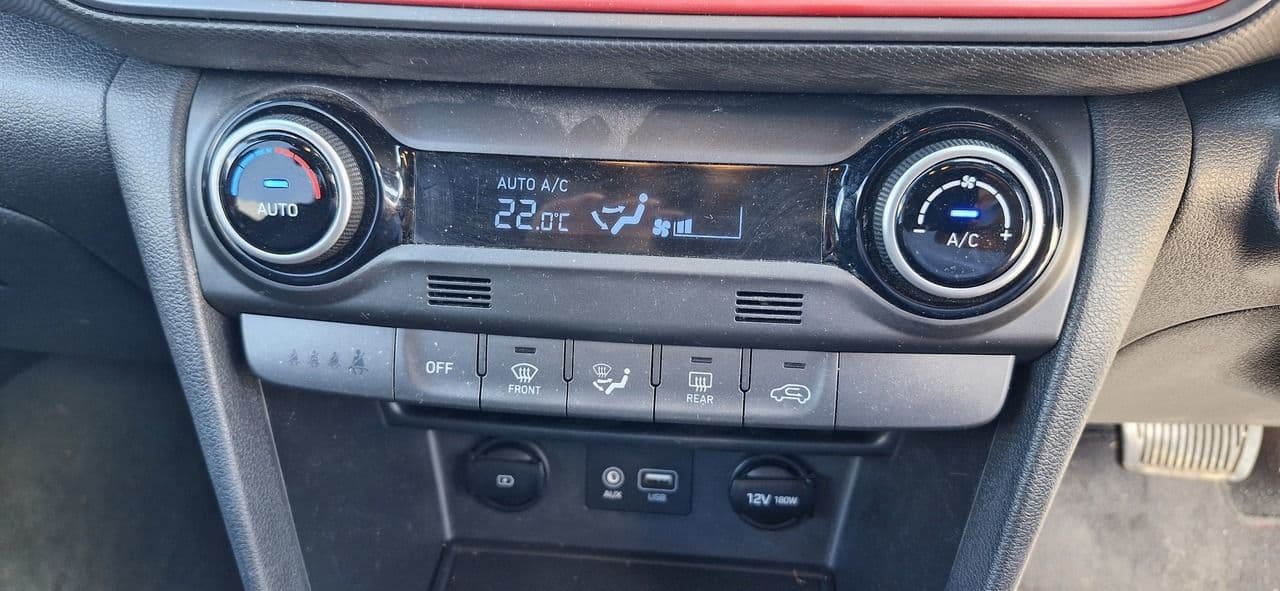 AUTO A/C
22.0°C
AUTO
A/C
- +
OFF
FRONT
REAR
AUX
USB
12V 180W